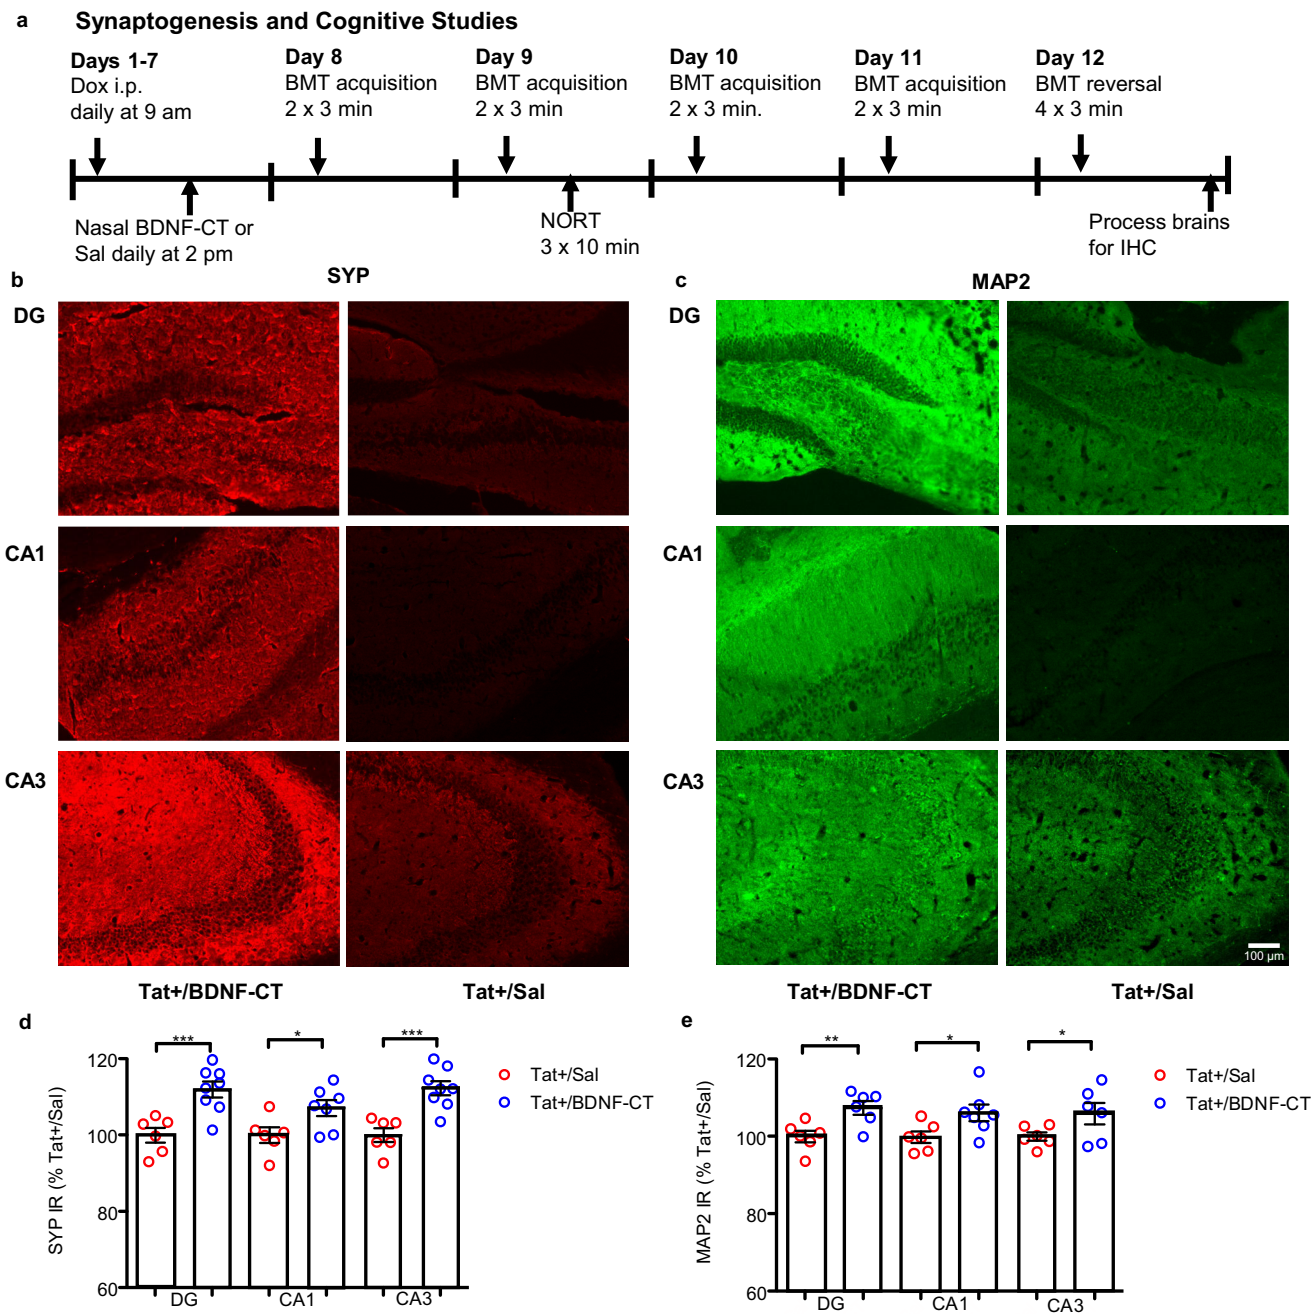 a Synaptogenesis and Cognitive Studies
Days 1-7
Dox i.p.
daily at 9 am
Day 8
BMT acquisition
2 x 3 min
Day 9
BMT acquisition
2 x 3 min
Day 10
BMT acquisition
2 x 3 min.
Day 11
BMT acquisition
2 x 3 min
Day 12
BMT reversal
4 x 3 min
Nasal BDNF-CT or
Sal daily at 2 pm
NORT
3 x 10 min
Process brains
for IHC
b SYP
DG
CA1
CA3
Tat+/BDNF-CT Tat+/Sal
c MAP2
DG
CA1
CA3
100 µm
Tat+/BDNF-CT Tat+/Sal
d
*** * ***
SYP IR (% Tat+/Sal)
120
100
80
60
DG CA1 CA3
Tat+/Sal
Tat+/BDNF-CT
e
** * *
MAP2 IR (% Tat+/Sal)
120
100
80
60
DG CA1 CA3
Tat+/Sal
Tat+/BDNF-CT